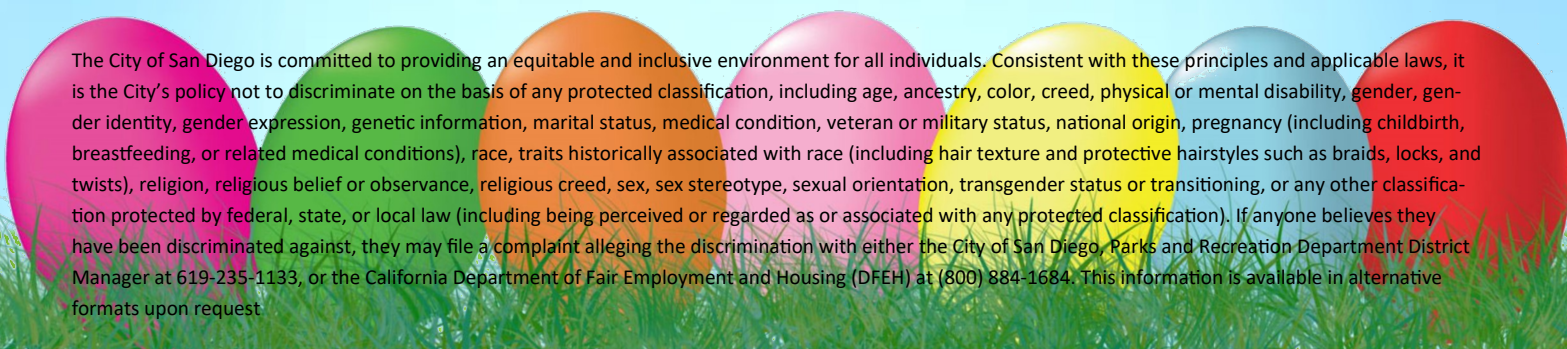 The City of San Diego is committed to providing an equitable and inclusive environment for all individuals. Consistent with these principles and applicable laws, it
is the City's policy not to discriminate on the basis of any protected classification, including age, ancestry, color, creed, physical or mental disability, gender, gen-
der identity, gender expression, genetic information, marital status, medical condition, veteran or military status, national origin, pregnancy (including childbirth,
breastfeeding, or related medical conditions), race, traits historically associated with race (including hair texture and protective hairstyles such as braids, locks, and
twists), religion, religious belief or observance, religious creed, sex, sex stereotype, sexual orientation, transgender status or transitioning, or any other classifica-
tion protected by federal, state, or local law (including being perceived or regarded as or associated with any protected classification). If anyone believes they
have been discriminated against, they may file a complaint alleging the discrimination with either the City of San Diego, Parks and Recreation Department District
Manager at 619-235-1133, or the California Department of Fair Employment and Housing (DFEH) at (800) 884-1684. This information is available in alternative
formats upon request